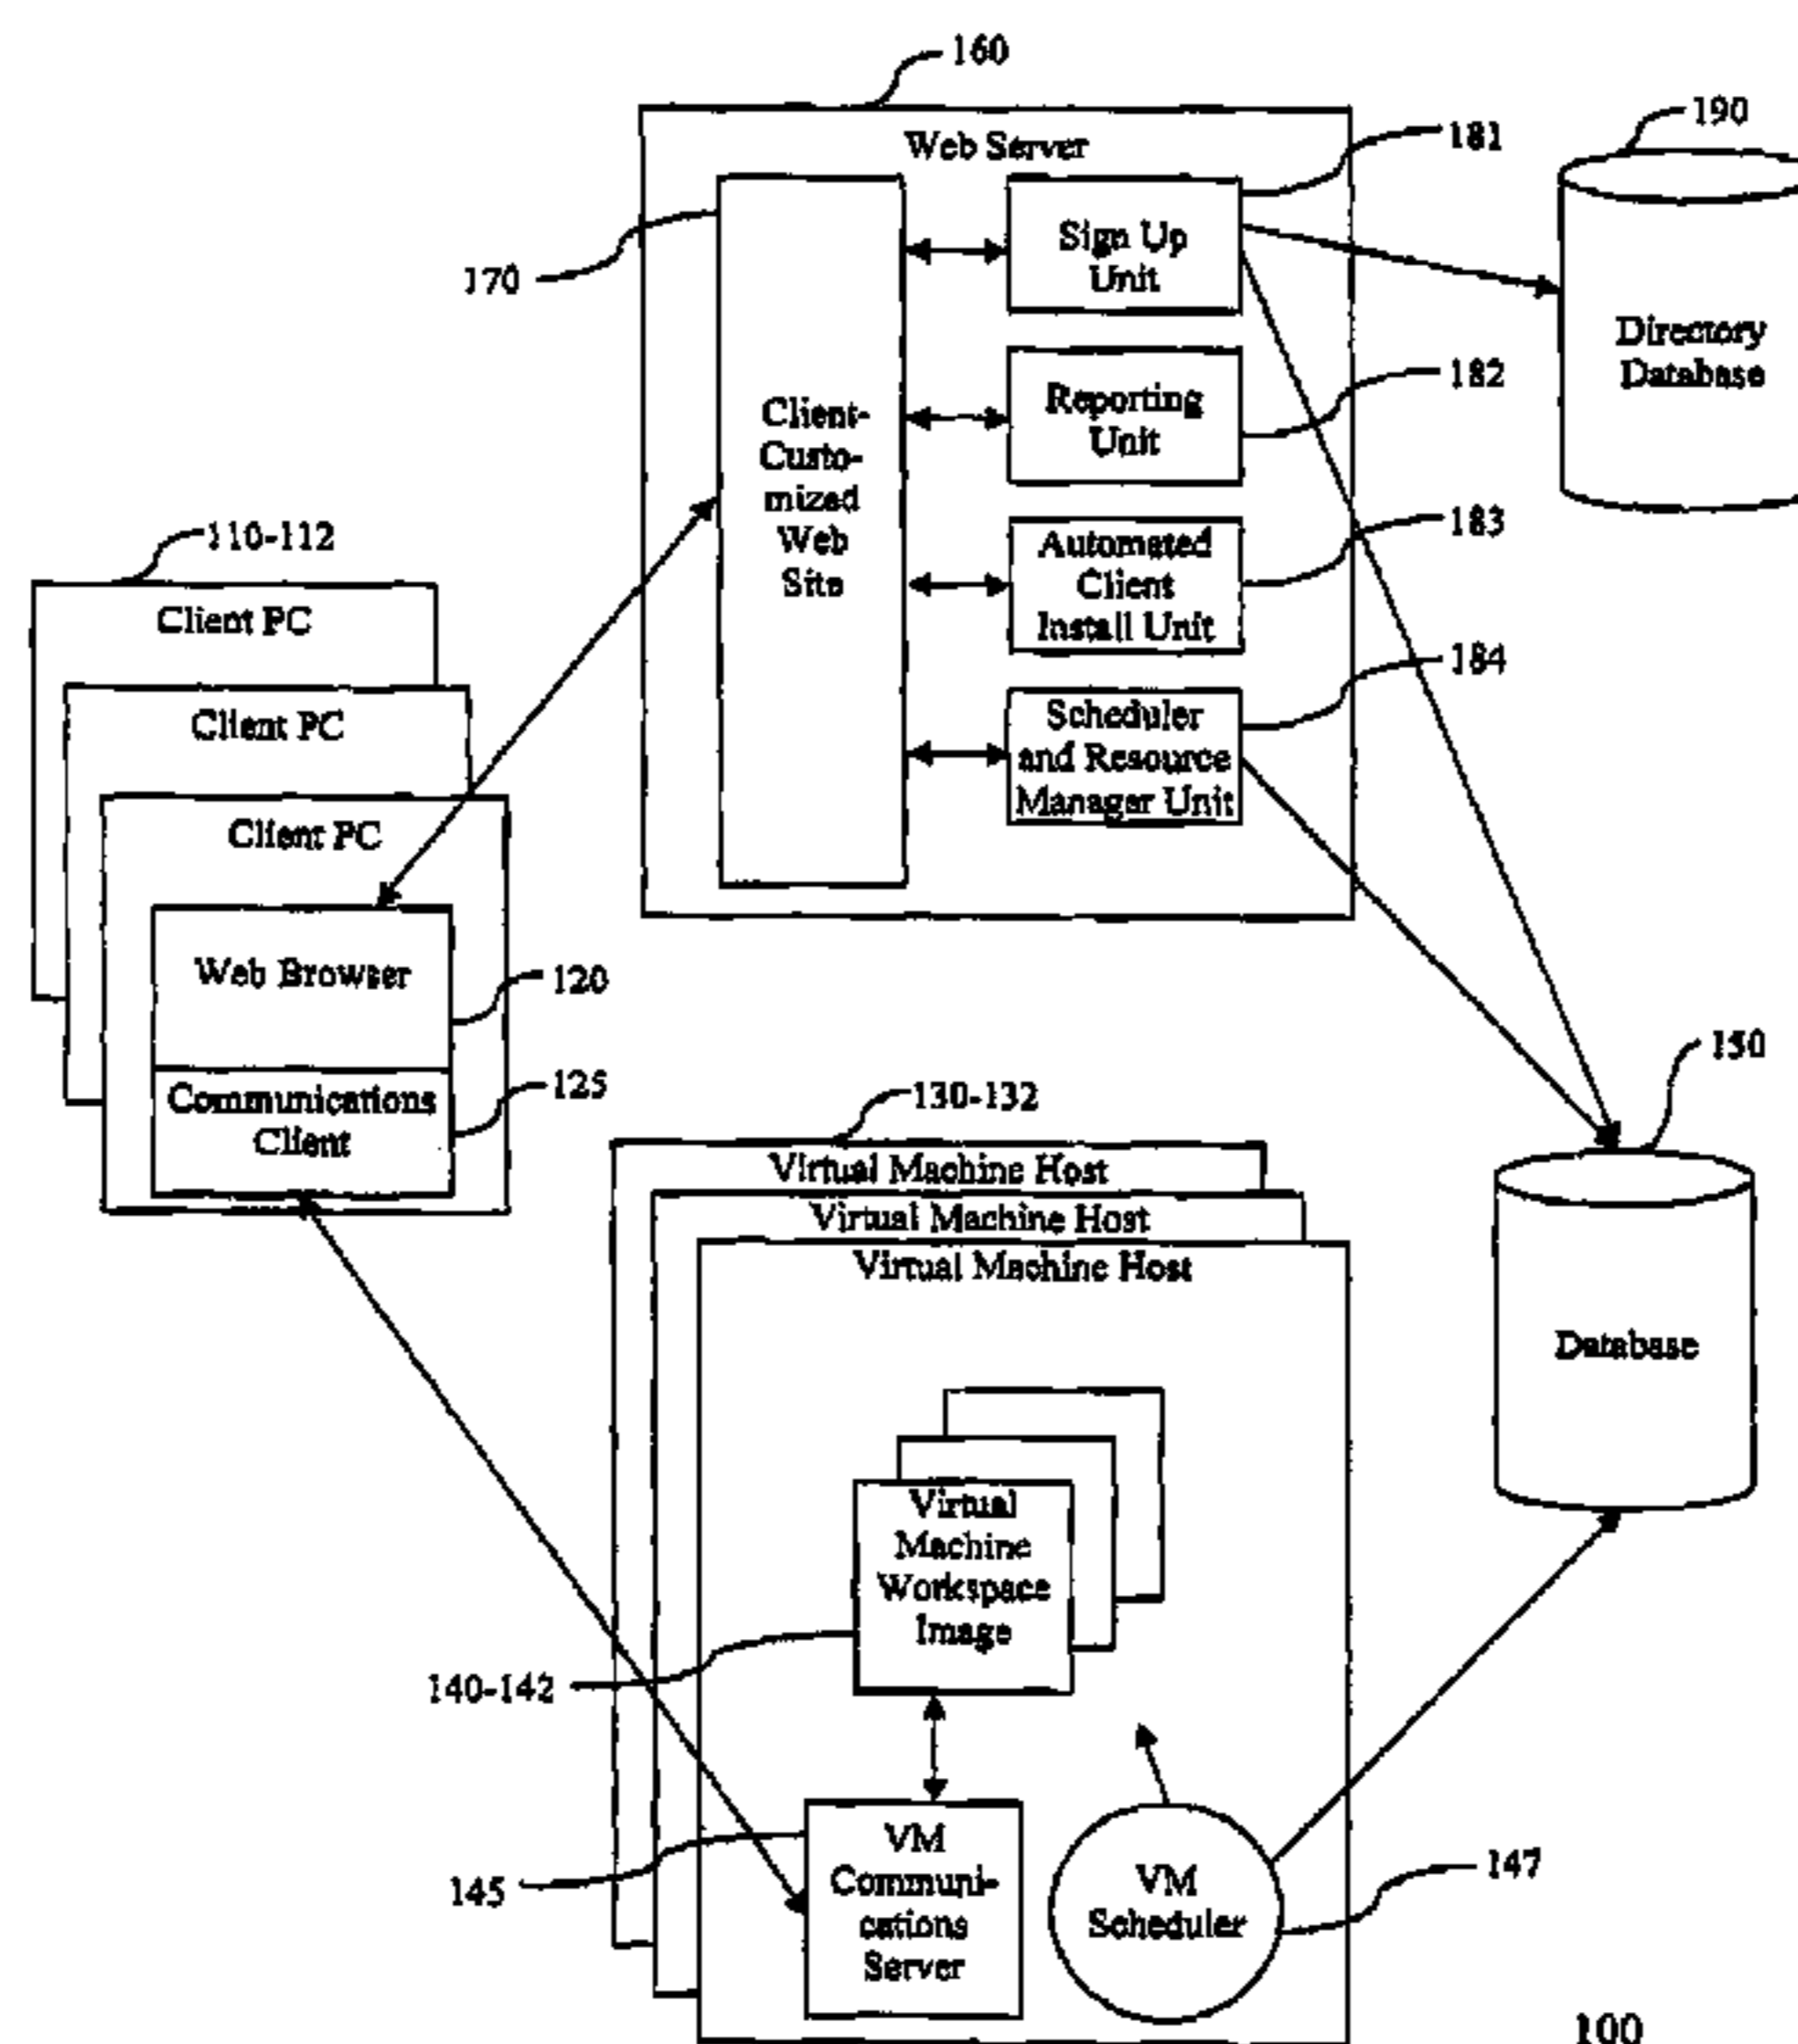 160
Web Server
181
190
170
Sign Up
Unit
Directory
Database
182
Reporting
Unit
Client-
Custo-
mized
Web
Site
183
Automated
Client
Install Unit
110-112
Client PC
Client PC
Client PC
184
Scheduler
and Resource
Manager Unit
Web Browser
120
Communications
Client
125
130-132
150
Virtual Machine Host
Virtual Machine Host
Virtual Machine Host
Database
Virtual
Machine
Workspace
Image
140-142
VM
Communi-
cations
Server
145
VM
Scheduler
147
100